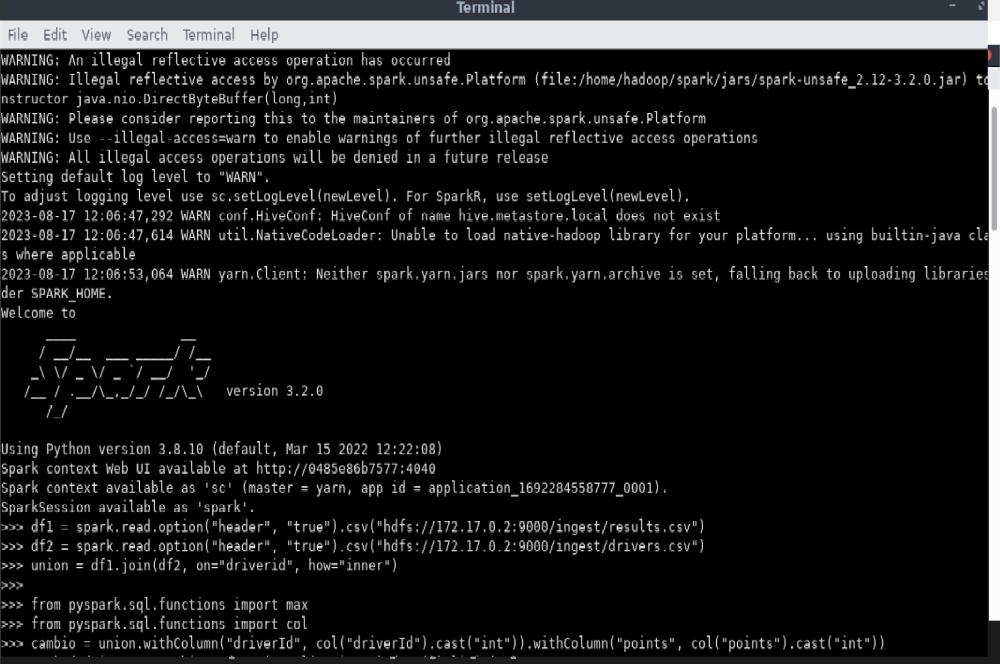 Terminal
File Edit View Search Terminal Help
WARNING: An illegal reflective access operation has occurred
WARNING: Illegal reflective access by org.apache.spark.unsafe.Platform (file:/home/hadoop/spark/jars/spark-unsafe_2.12-3.2.0.jar) to
nstructor java.nio.DirectByteBuffer(long,int)
WARNING: Please consider reporting this to the maintainers of org.apache.spark.unsafe.Platform
WARNING: Use --illegal-access=warn to enable warnings of further illegal reflective access operations
WARNING: All illegal access operations will be denied in a future release
Setting default log level to "WARN".
To adjust logging level use sc.setLogLevel(newLevel). For SparkR, use setLogLevel(newLevel).
2023-08-17 12:06:47,292 WARN conf.HiveConf: HiveConf of name hive.metastore.local does not exist
2023-08-17 12:06:47,614 WARN util.NativeCodeLoader: Unable to load native-hadoop library for your platform... using builtin-java cla
s where applicable
2023-08-17 12:06:53,064 WARN yarn.Client: Neither spark.yarn.jars nor spark.yarn.archive is set, falling back to uploading libraries
der SPARK_HOME.
Welcome to
      ____              __
     / __/__  ___ _____/ /__
    _\ \/ _ \/ _ `/ __/  '_/
   /__ / .__/\_,_/_/ /_/\_\   version 3.2.0
      /_/
Using Python version 3.8.10 (default, Mar 15 2022 12:22:08)
Spark context Web UI available at http://0485e86b7577:4040
Spark context available as 'sc' (master = yarn, app id = application_1692284558777_0001).
SparkSession available as 'spark'.
>>> df1 = spark.read.option("header", "true").csv("hdfs://172.17.0.2:9000/ingest/results.csv")
>>> df2 = spark.read.option("header", "true").csv("hdfs://172.17.0.2:9000/ingest/drivers.csv")
>>> union = df1.join(df2, on="driverid", how="inner")
>>>
>>> from pyspark.sql.functions import max
>>> from pyspark.sql.functions import col
>>> cambio = union.withColumn("driverId", col("driverId").cast("int")).withColumn("points", col("points").cast("int"))